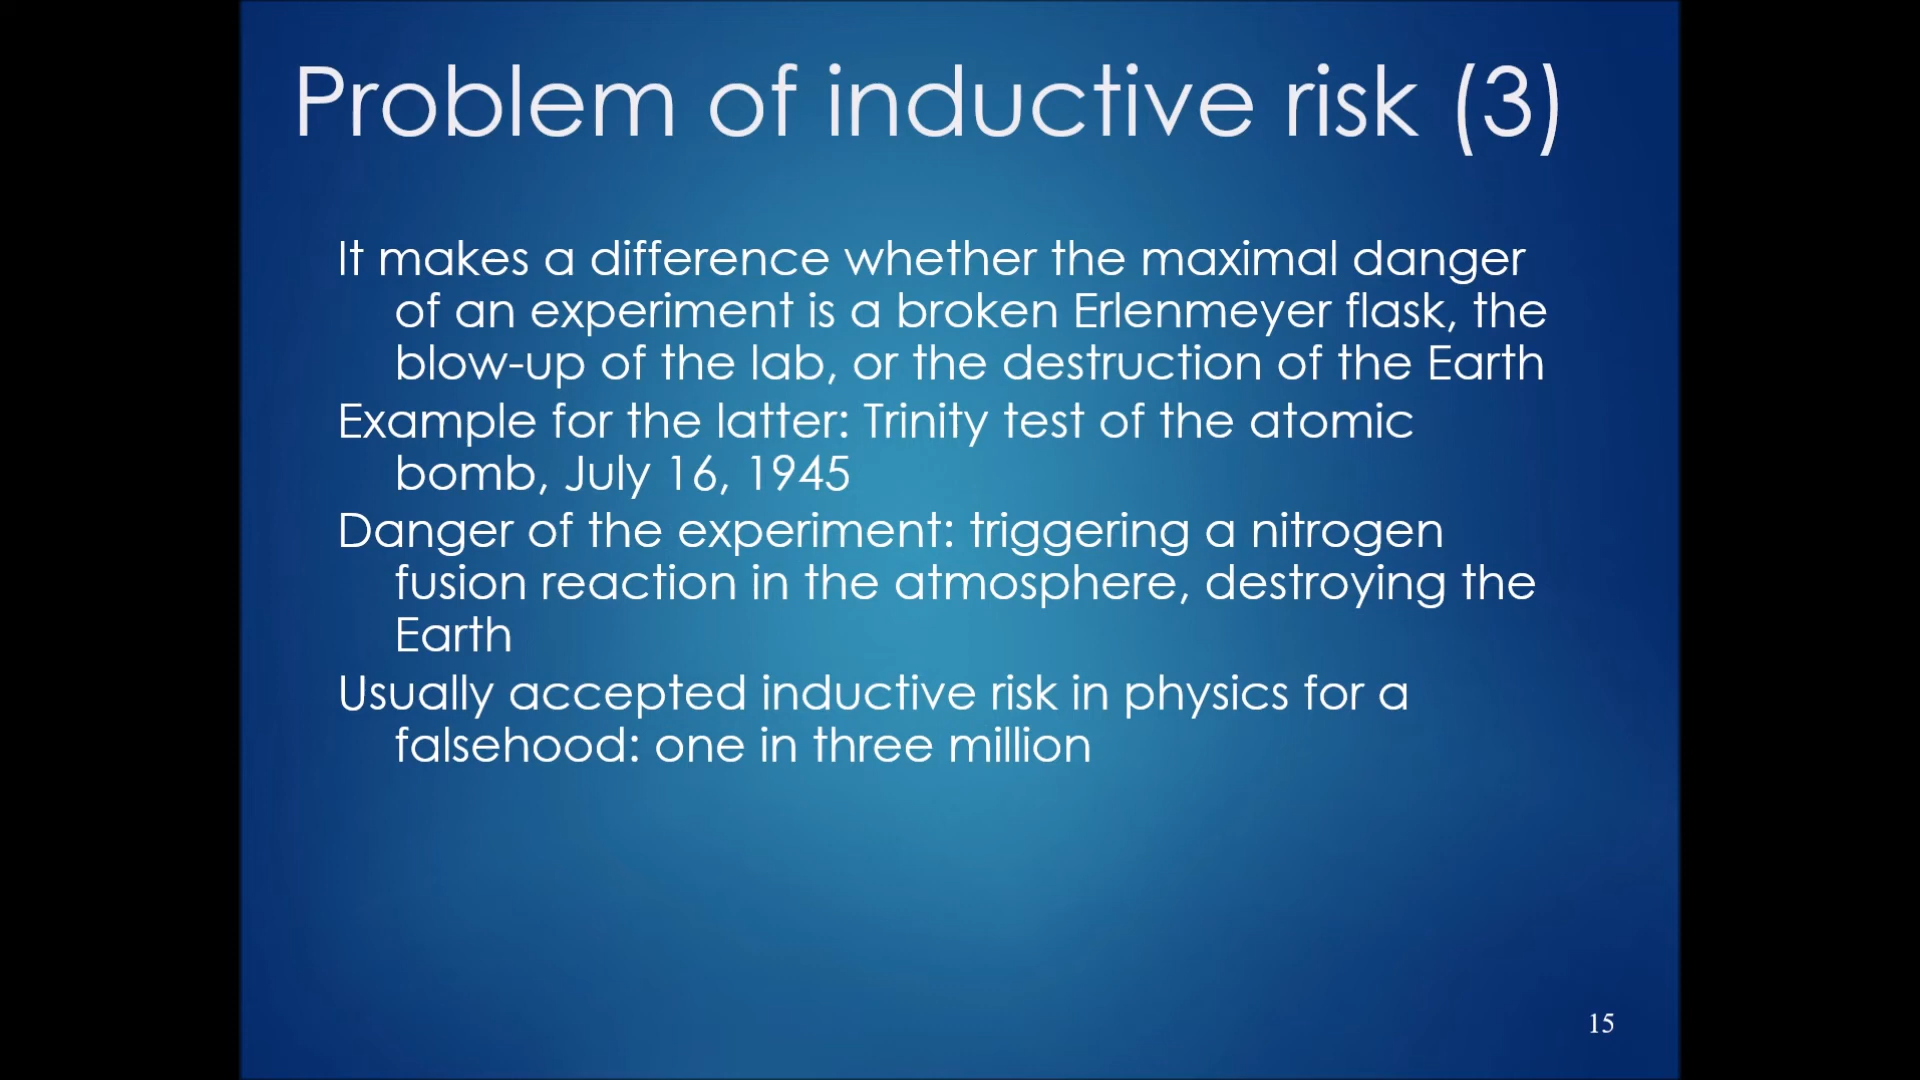 Problem of inductive risk (3)
It makes a difference whether the maximal danger
of an experiment is a broken Erlenmeyer flask, the
blow-up of the lab, or the destruction of the Earth
Example for the latter: Trinity test of the atomic
bomb, July 16, 1945
Danger of the experiment: triggering a nitrogen
fusion reaction in the atmosphere, destroying the
Earth
Usually accepted inductive risk in physics for a
falsehood: one in three million
15